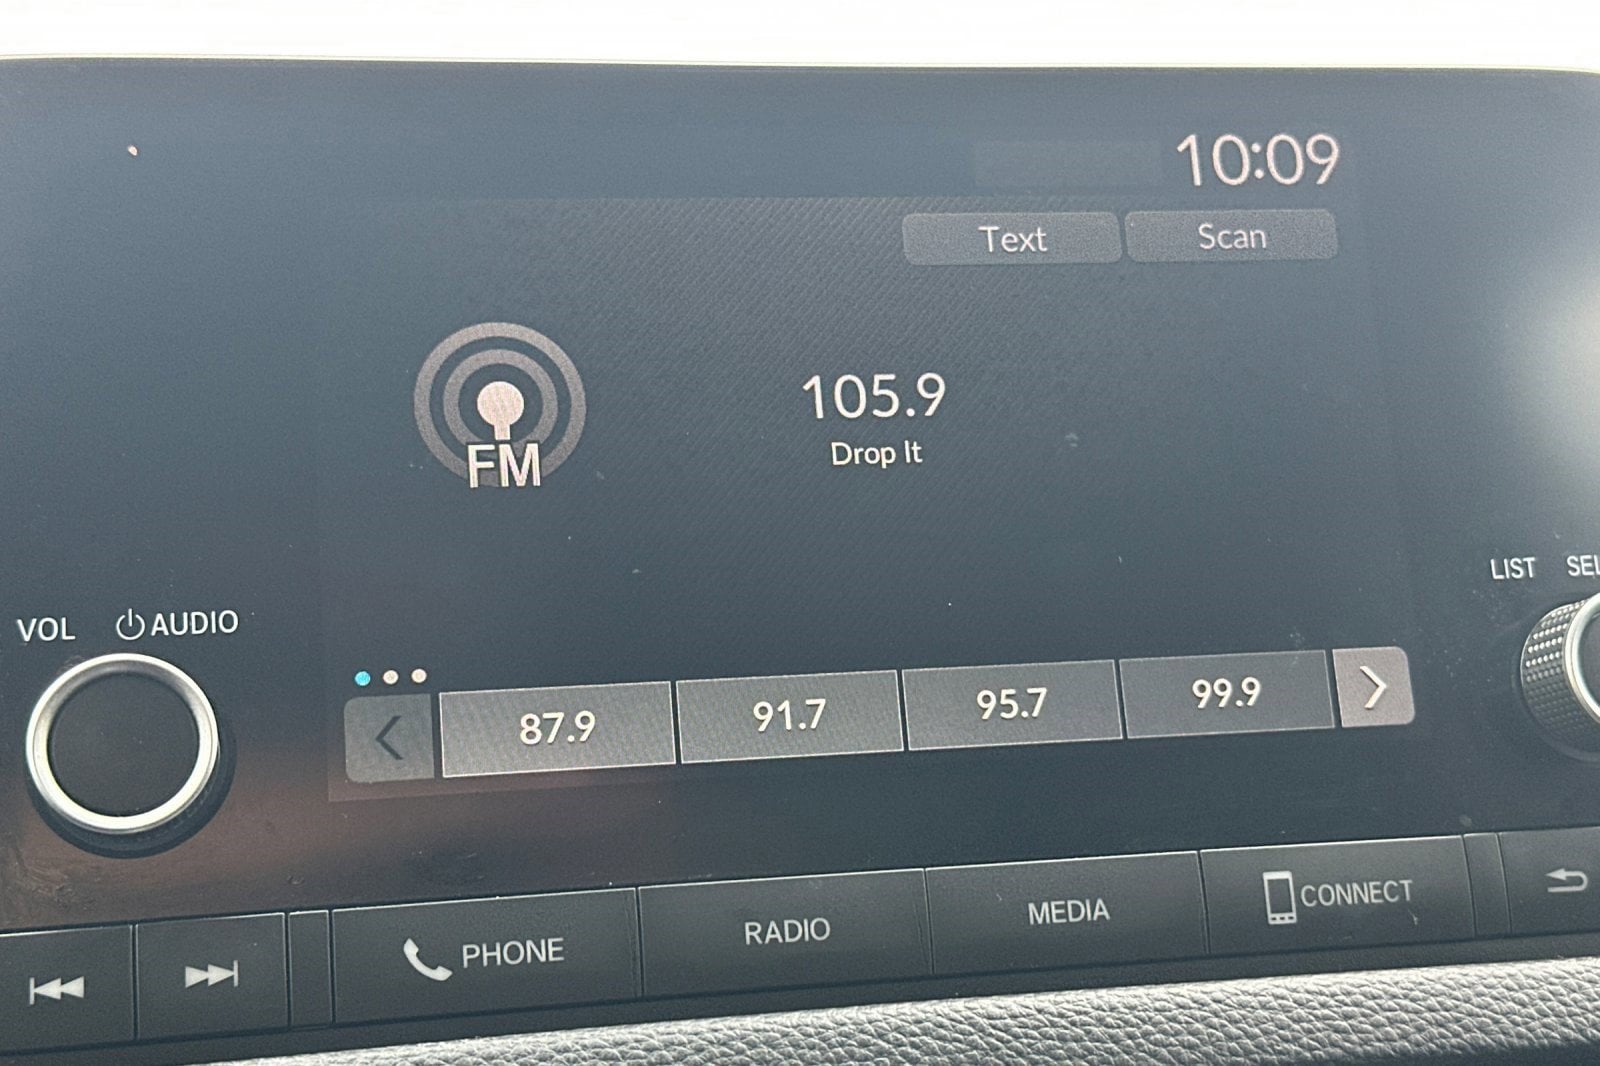 10:09
Text Scan
105.9
Drop It
FM
LIST
VOL AUDIO
87.9 91.7 95.7 99.9
PHONE RADIO MEDIA CONNECT